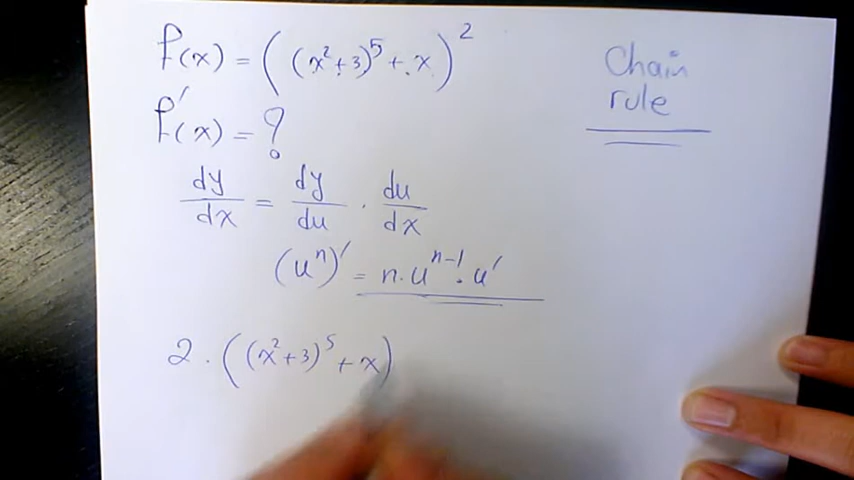 f(x) = ((x² + 3)⁵ + x)²
Chain
rule
f′(x) = ?
dy/dx = dy/du · du/dx
(uⁿ)′ = n·uⁿ⁻¹·u′
2 · ((x² + 3)⁵ + x)